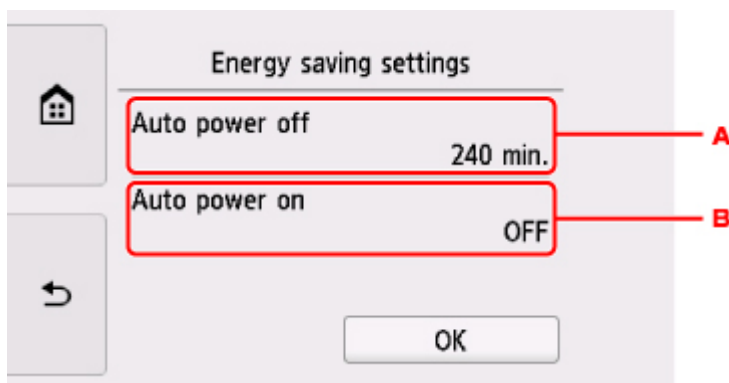 Energy saving settings
Auto power off
240 min.
A
Auto power on
OFF
B
OK